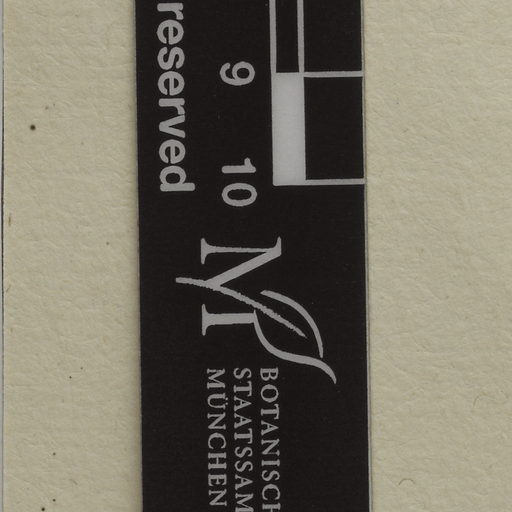 reserved
9 10
M
BOTANISCH
STAATSSAM
MÜNCHEN